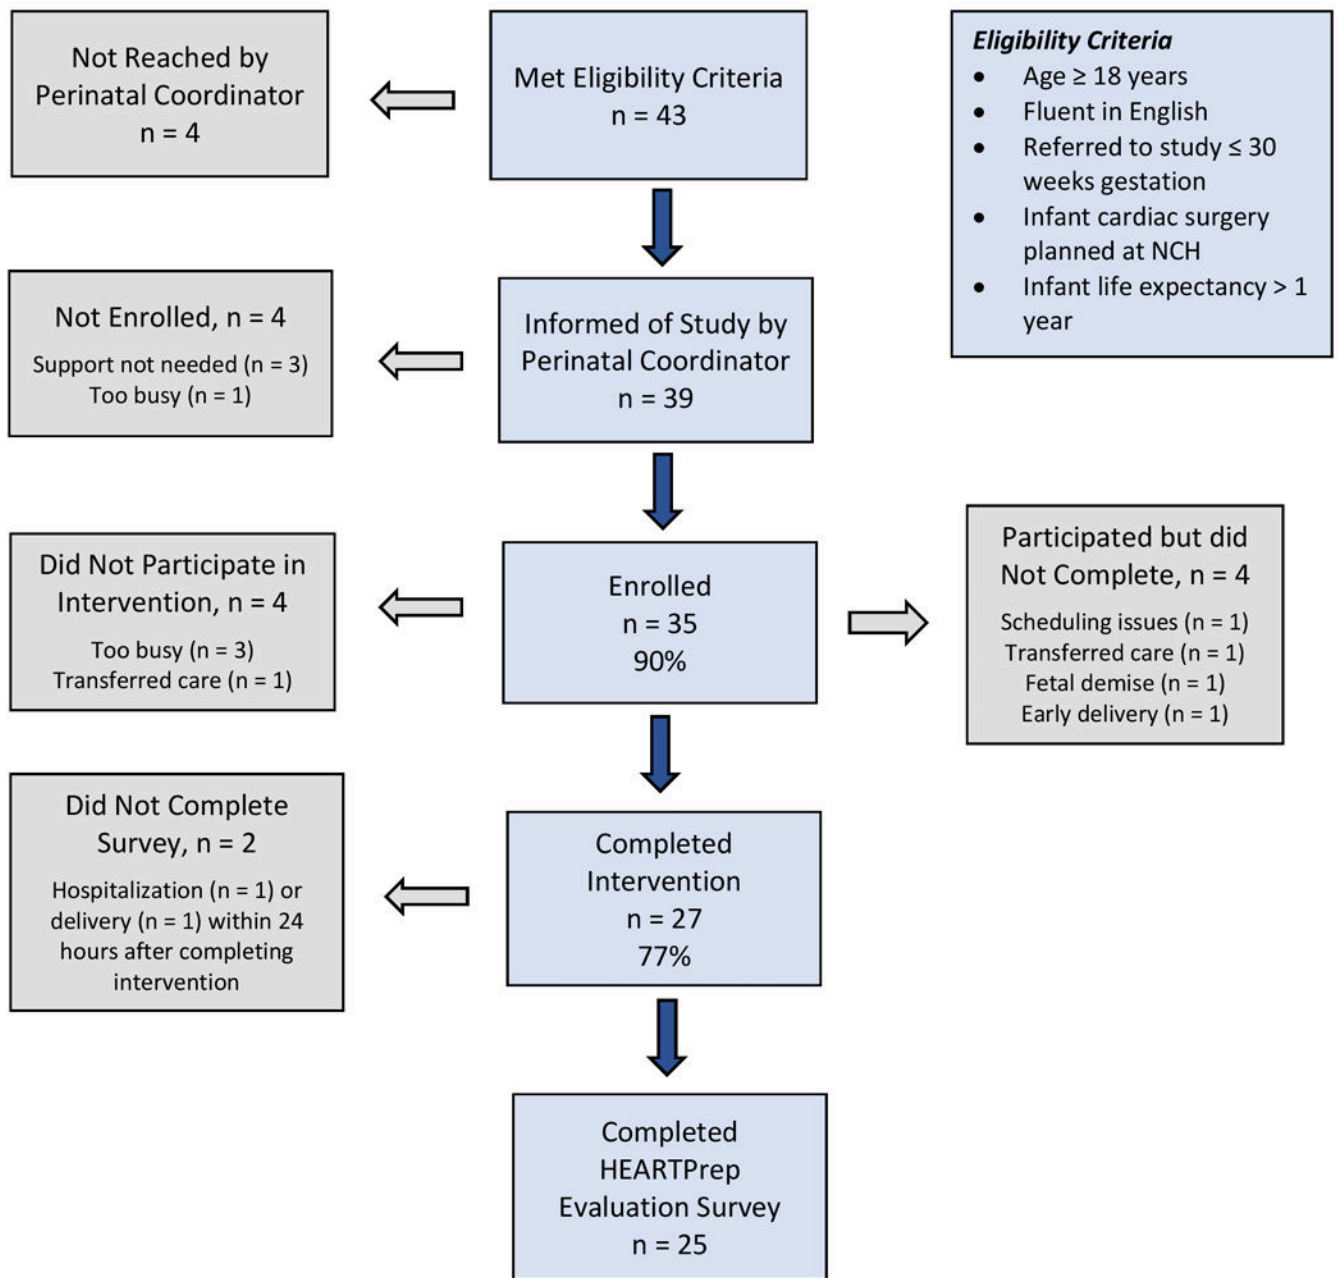 Not Reached by
Perinatal Coordinator
n = 4
Met Eligibility Criteria
n = 43
Eligibility Criteria
• Age ≥ 18 years
• Fluent in English
• Referred to study ≤ 30
weeks gestation
• Infant cardiac surgery
planned at NCH
• Infant life expectancy > 1
year
Not Enrolled, n = 4
Support not needed (n = 3)
Too busy (n = 1)
Informed of Study by
Perinatal Coordinator
n = 39
Did Not Participate in
Intervention, n = 4
Too busy (n = 3)
Transferred care (n = 1)
Enrolled
n = 35
90%
Participated but did
Not Complete, n = 4
Scheduling issues (n = 1)
Transferred care (n = 1)
Fetal demise (n = 1)
Early delivery (n = 1)
Did Not Complete
Survey, n = 2
Hospitalization (n = 1) or
delivery (n = 1) within 24
hours after completing
intervention
Completed
Intervention
n = 27
77%
Completed
HEARTPrep
Evaluation Survey
n = 25